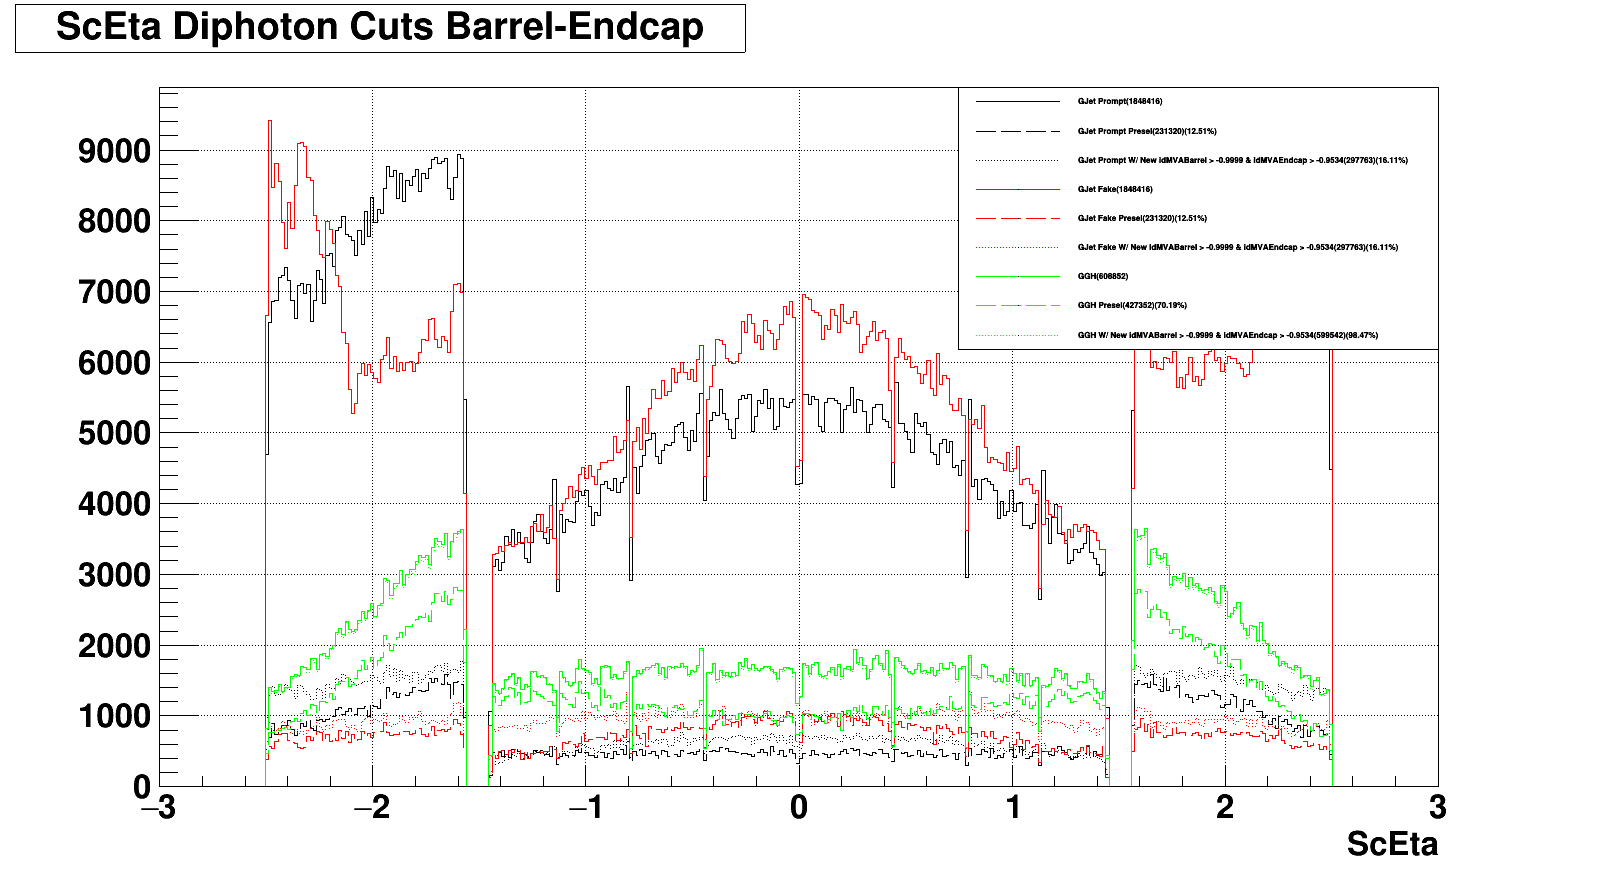 ScEta Diphoton Cuts Barrel-Endcap
GJet Prompt(1848416)
GJet Prompt Presel(231320)(12.51%)
GJet Prompt W/ New idMVABarrel > -0.9999 & idMVAEndcap > -0.9534(297763)(16.11%)
GJet Fake(1848416)
GJet Fake Presel(231320)(12.51%)
GJet Fake W/ New idMVABarrel > -0.9999 & idMVAEndcap > -0.9534(297763)(16.11%)
GGH(608852)
GGH Presel(427352)(70.19%)
GGH W/ New idMVABarrel > -0.9999 & idMVAEndcap > -0.9534(599542)(98.47%)
9000
8000
7000
6000
5000
4000
3000
2000
1000
0
−3 −2 −1 0 1 2 3
ScEta